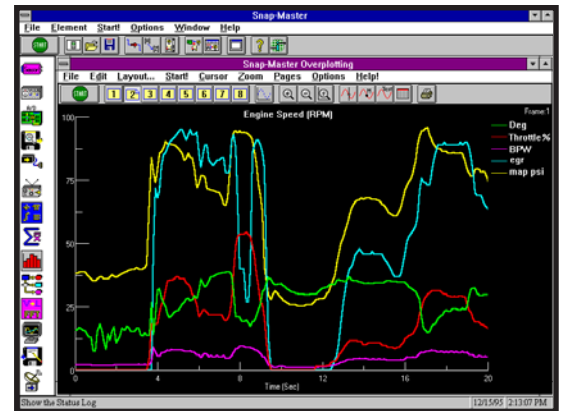 Snap-Master
File Element Start! Options Window Help
START
Snap-Master Overplotting
File Edit Layout... Start! Cursor Zoom Pages Options Help!
START 1 2 3 4 5 6 7 8
Engine Speed (RPM)
Frame:1
Deg
Throttle%
BPW
egr
map psi
100
75
50
25
0
0 4 8 12 16 20
Time (Sec)
A/D
Show the Status Log
12/15/95 2:13:07 PM